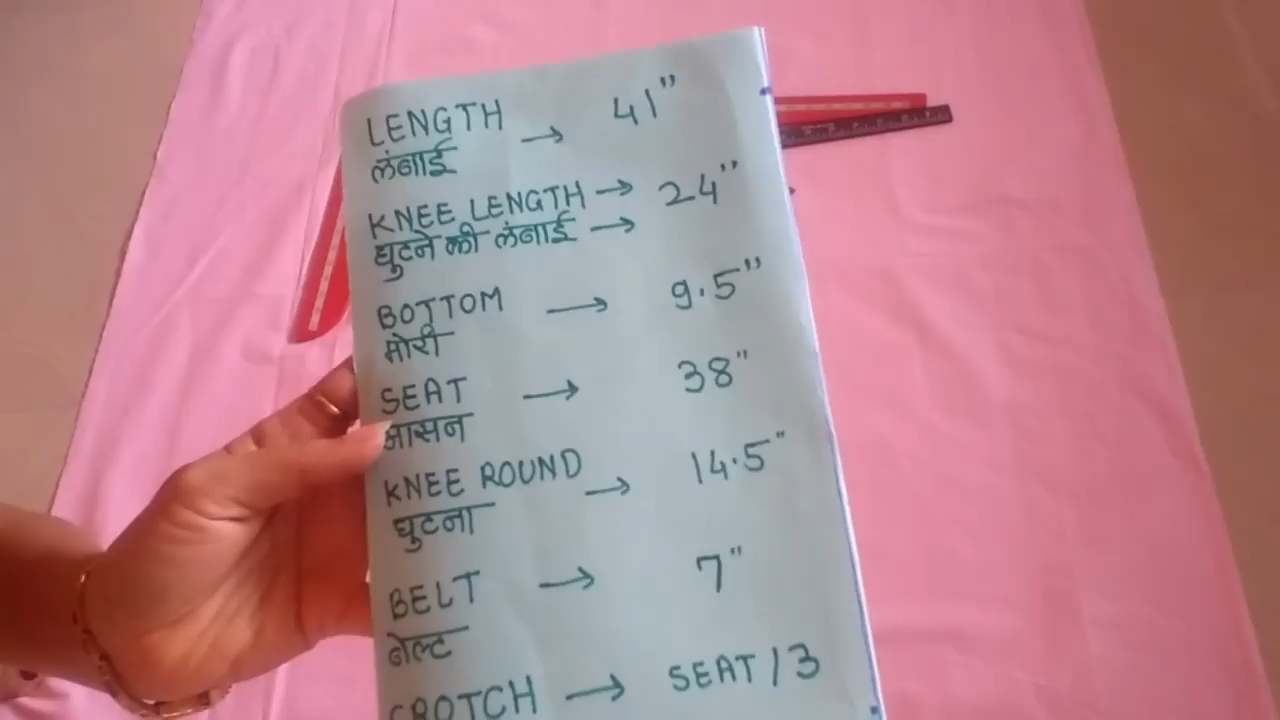 LENGTH → 41"
लंबाई
KNEE LENGTH → 24"
घुटने की लंबाई →
BOTTOM → 9.5"
मोरी
SEAT → 38"
आसन
KNEE ROUND → 14.5"
घुटना
BELT → 7"
बेल्ट
CROTCH → SEAT/3